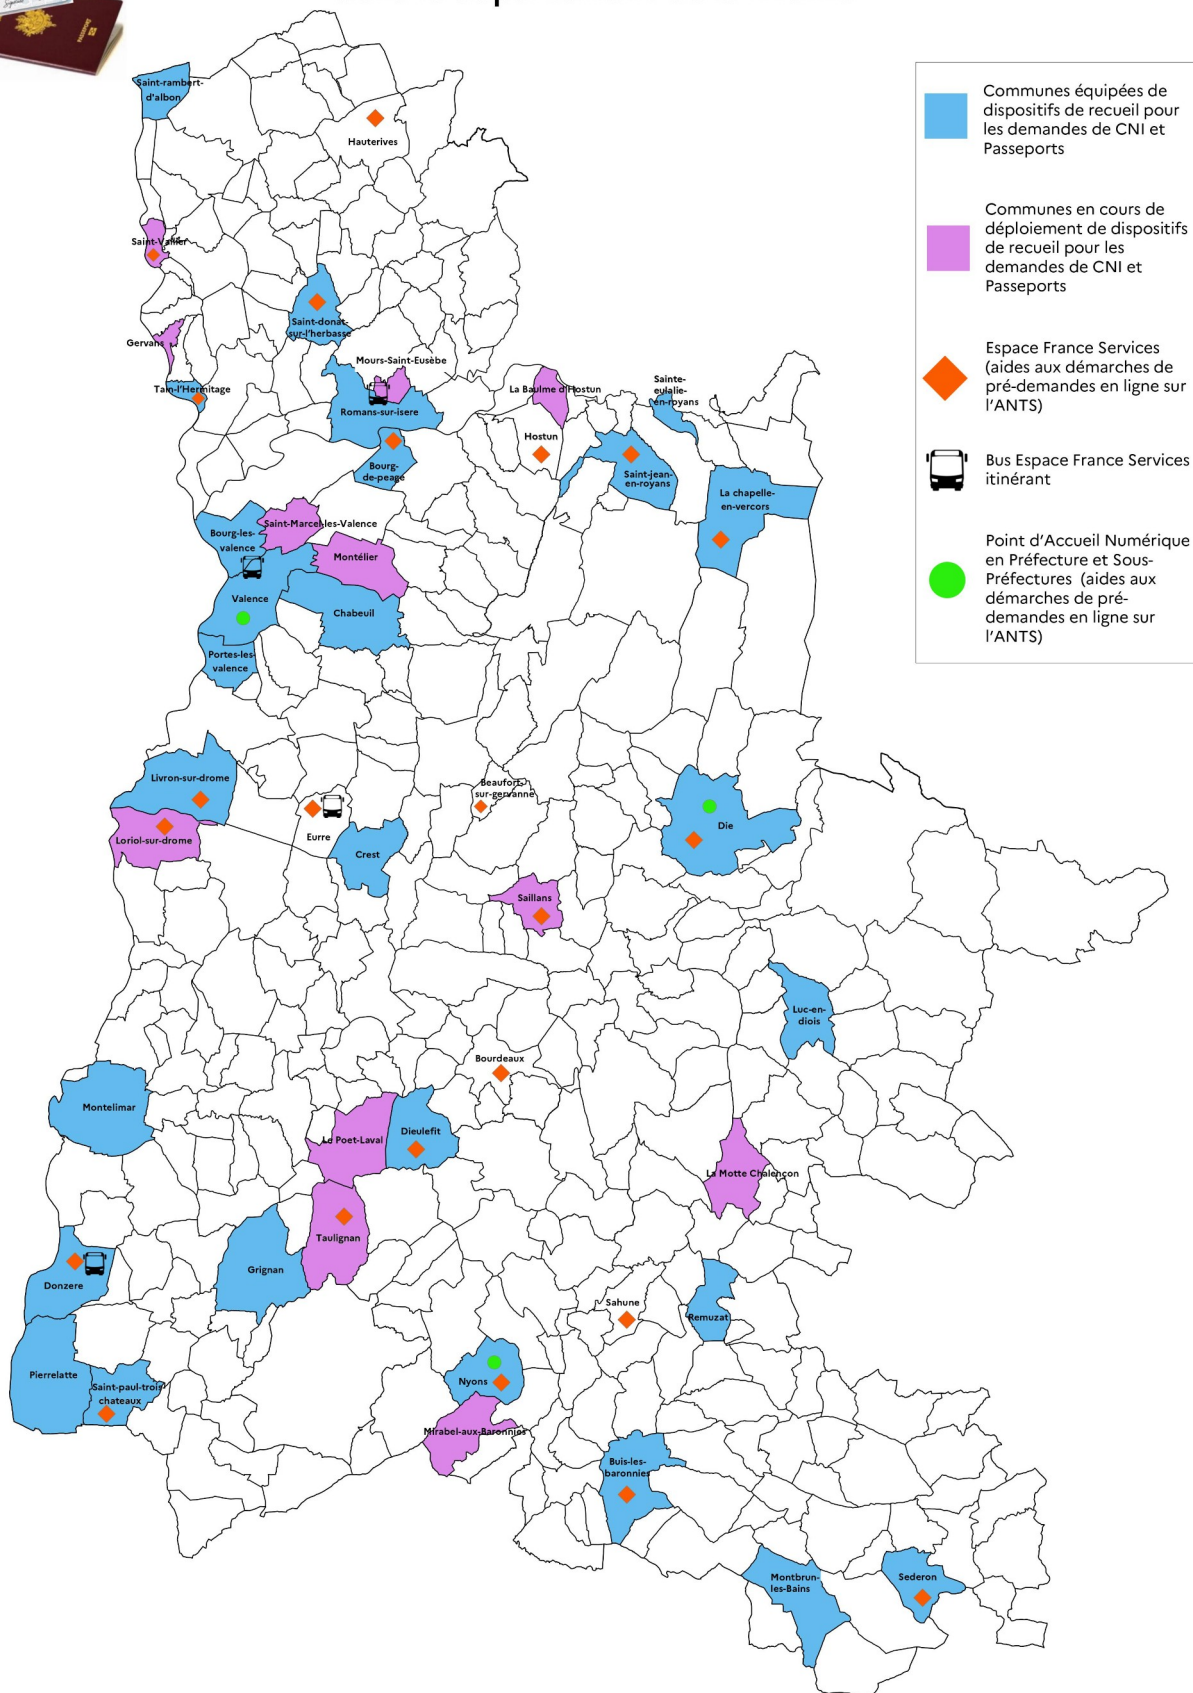 Saint-rambert-
d'albon
Hauterives
Saint-Vallier
Saint-donat-
sur-l'herbasse
Gervans
Mours-Saint-Eusèbe
Tain-l'Hermitage
La Baulme d'Hostun
Sainte-
eulalie-
en-royans
Romans-sur-isere
Hostun
Bourg-
de-peage
Saint-jean-
en-royans
La chapelle-
en-vercors
Saint-Marcel-les-Valence
Bourg-les-
valence
Montélier
Valence
Chabeuil
Portes-les-
valence
Livron-sur-drome
Beaufort-
sur-gervanne
Eurre
Die
Loriol-sur-drome
Crest
Saillans
Luc-en-
diois
Bourdeaux
Montelimar
Le Poet-Laval
Dieulefit
La Motte Chalençon
Taulignan
Grignan
Donzere
Sahune
Remuzat
Pierrelatte
Saint-paul-trois-
chateaux
Nyons
Mirabel-aux-Baronnies
Buis-les-
baronnies
Montbrun-
les-Bains
Sederon
Communes équipées de
dispositifs de recueil pour
les demandes de CNI et
Passeports
Communes en cours de
déploiement de dispositifs
de recueil pour les
demandes de CNI et
Passeports
Espace France Services
(aides aux démarches de
pré-demandes en ligne sur
l'ANTS)
Bus Espace France Services
itinérant
Point d'Accueil Numérique
en Préfecture et Sous-
Préfectures (aides aux
démarches de pré-
demandes en ligne sur
l'ANTS)